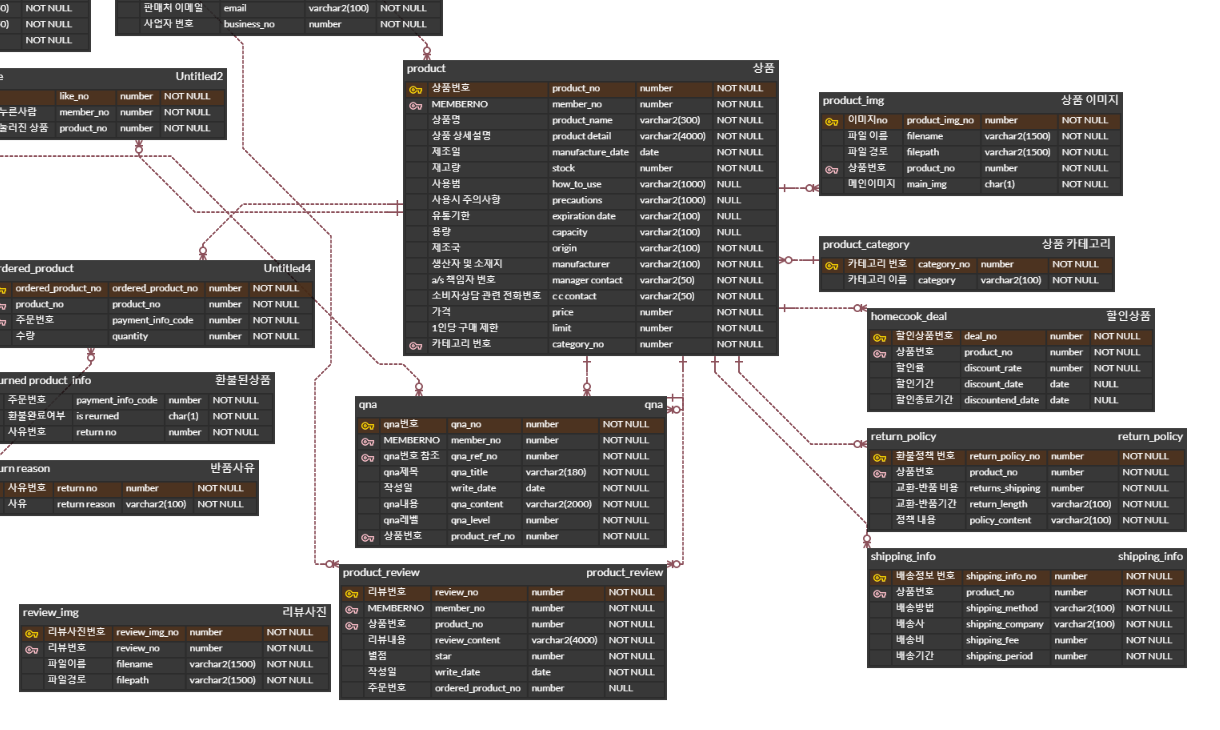 0) NOT NULL
0) NOT NULL
NOT NULL
판매처 이메일 email varchar2(100) NOT NULL
사업자 번호 business_no number NOT NULL
e Untitled2
like_no number NOT NULL
누른사람 member_no number NOT NULL
눌러진 상품 product_no number NOT NULL
product 상품
상품번호 product_no number NOT NULL
MEMBERNO member_no number NOT NULL
상품명 product_name varchar2(300) NOT NULL
상품 상세설명 product detail varchar2(4000) NOT NULL
제조일 manufacture_date date NOT NULL
재고량 stock number NOT NULL
사용법 how_to_use varchar2(1000) NULL
사용시 주의사항 precautions varchar2(1000) NULL
유통기한 expiration date varchar2(100) NULL
용량 capacity varchar2(100) NULL
제조국 origin varchar2(100) NOT NULL
생산자 및 소재지 manufacturer varchar2(100) NOT NULL
a/s 책임자 번호 manager contact varchar2(50) NOT NULL
소비자상담 관련 전화번호 c c contact varchar2(50) NOT NULL
가격 price number NOT NULL
1인당 구매 제한 limit number NOT NULL
카테고리 번호 category_no number NOT NULL
product_img 상품 이미지
이미지no product_img_no number NOT NULL
파일 이름 filename varchar2(1500) NOT NULL
파일 경로 filepath varchar2(1500) NOT NULL
상품번호 product_no number NOT NULL
메인이미지 main_img char(1) NOT NULL
product_category 상품 카테고리
카테고리 번호 category_no number NOT NULL
카테고리 이름 category varchar2(100) NOT NULL
homecook_deal 할인상품
할인상품번호 deal_no number NOT NULL
상품번호 product_no number NOT NULL
할인율 discount_rate number NOT NULL
할인기간 discount_date date NULL
할인종료기간 discountend_date date NULL
rdered_product Untitled4
ordered_product_no ordered_product_no number NOT NULL
product_no product_no number NOT NULL
주문번호 payment_info_code number NOT NULL
수량 quantity number NOT NULL
urned product_info 환불된상품
주문번호 payment_info_code number NOT NULL
환불완료여부 is reurned char(1) NOT NULL
사유번호 return no number NOT NULL
urn reason 반품사유
사유번호 return no number NOT NULL
사유 return reason varchar2(100) NOT NULL
qna qna
qna번호 qna_no number NOT NULL
MEMBERNO member_no number NOT NULL
qna번호 참조 qna_ref_no number NOT NULL
qna제목 qna_title varchar2(180) NOT NULL
작성일 write_date date NOT NULL
qna내용 qna_content varchar2(2000) NOT NULL
qna레벨 qna_level number NOT NULL
상품번호 product_ref_no number NOT NULL
return_policy return_policy
환불정책 번호 return_policy_no number NOT NULL
상품번호 product_no number NOT NULL
교환-반품 비용 returns_shipping number NOT NULL
교환-반품기간 return_length varchar2(100) NOT NULL
정책 내용 policy_content varchar2(100) NOT NULL
shipping_info shipping_info
배송정보 번호 shipping_info_no number NOT NULL
상품번호 product_no number NOT NULL
배송방법 shipping_method varchar2(100) NOT NULL
배송사 shipping_company varchar2(100) NOT NULL
배송비 shipping_fee number NOT NULL
배송기간 shipping_period number NOT NULL
product_review product_review
리뷰번호 review_no number NOT NULL
MEMBERNO member_no number NOT NULL
상품번호 product_no number NOT NULL
리뷰내용 review_content varchar2(4000) NOT NULL
별점 star number NOT NULL
작성일 write_date date NOT NULL
주문번호 ordered_product_no number NULL
review_img 리뷰사진
리뷰사진번호 review_img_no number NOT NULL
리뷰번호 review_no number NOT NULL
파일이름 filename varchar2(1500) NOT NULL
파일경로 filepath varchar2(1500) NOT NULL